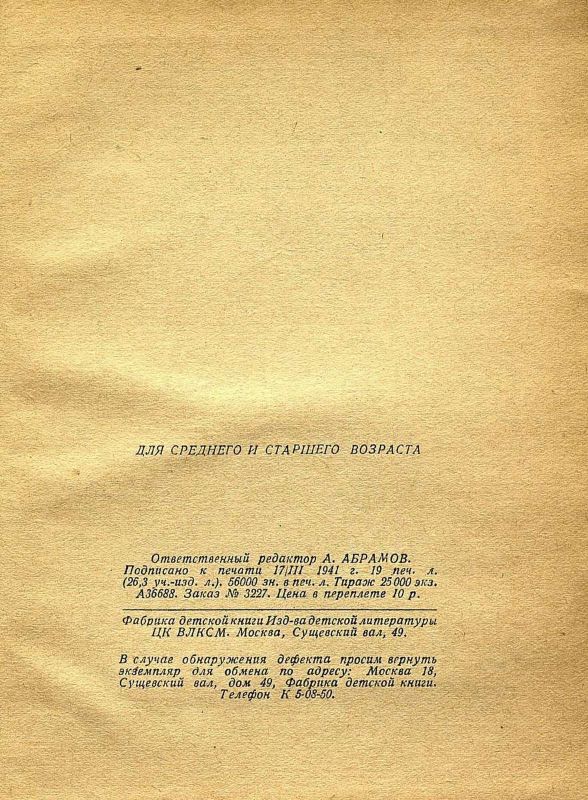 ДЛЯ СРЕДНЕГО И СТАРШЕГО ВОЗРАСТА
Ответственный редактор А. АБРАМОВ.
Подписано к печати 17/III 1941 г. 19 печ. л.
(26,3 уч.-изд. л.). 56000 зн. в печ. л. Тираж 25000 экз.
А36688. Заказ № 3227. Цена в переплете 10 р.
Фабрика детской книги Изд-ва детской литературы
ЦК ВЛКСМ. Москва, Сущевский вал, 49.
В случае обнаружения дефекта просим вернуть
экземпляр для обмена по адресу: Москва 18,
Сущевский вал, дом 49, Фабрика детской книги.
Телефон К 5-08-50.